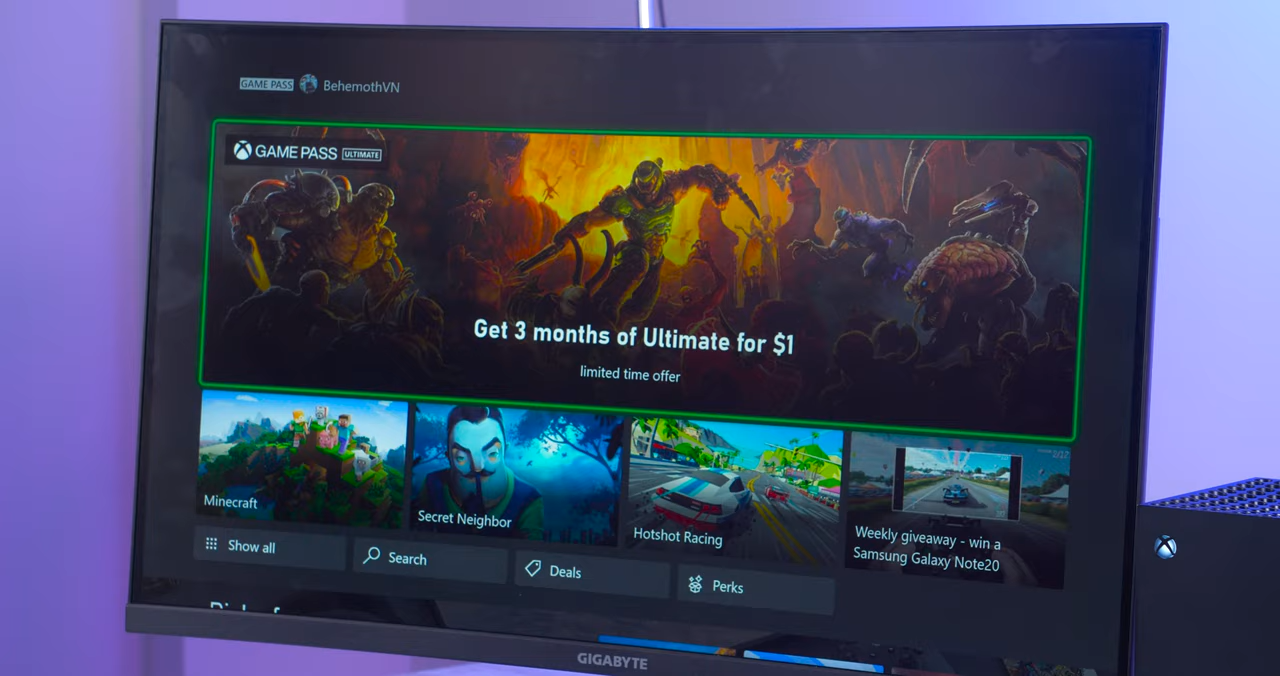 GAME PASS BehemothVN
GAME PASS ULTIMATE
Get 3 months of Ultimate for $1
limited time offer
Minecraft
Secret Neighbor
Hotshot Racing
Weekly giveaway - win a
Samsung Galaxy Note20
Show all
Search
Deals
Perks
GIGABYTE